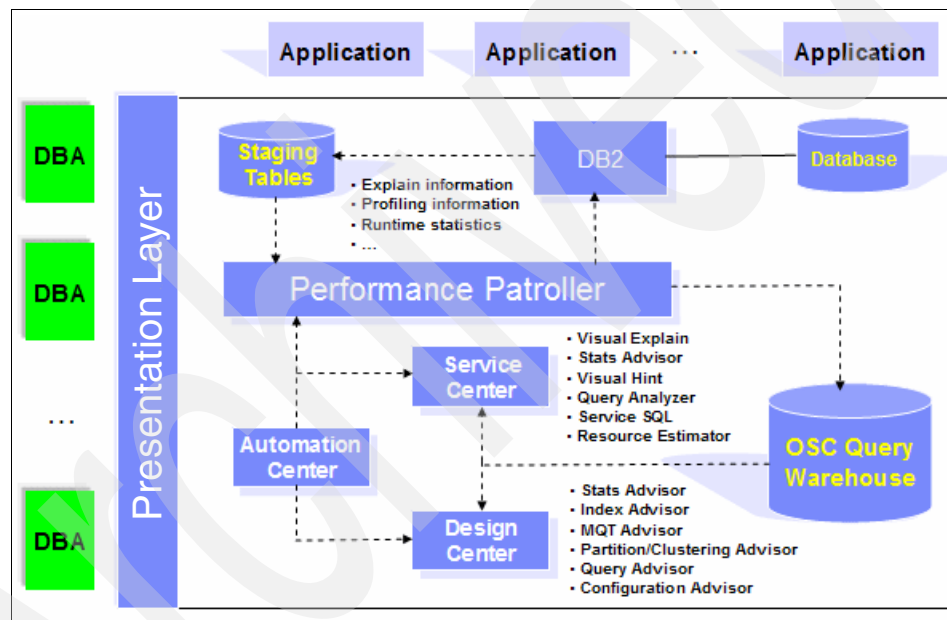 Application
Application
...
Application
DBA
DBA
...
DBA
Presentation Layer
Staging
Tables
DB2
Database
• Explain information
• Profiling information
• Runtime statistics
• ...
Performance Patroller
Service
Center
• Visual Explain
• Stats Advisor
• Visual Hint
• Query Analyzer
• Service SQL
• Resource Estimator
Automation
Center
OSC Query
Warehouse
Design
Center
• Stats Advisor
• Index Advisor
• MQT Advisor
• Partition/Clustering Advisor
• Query Advisor
• Configuration Advisor